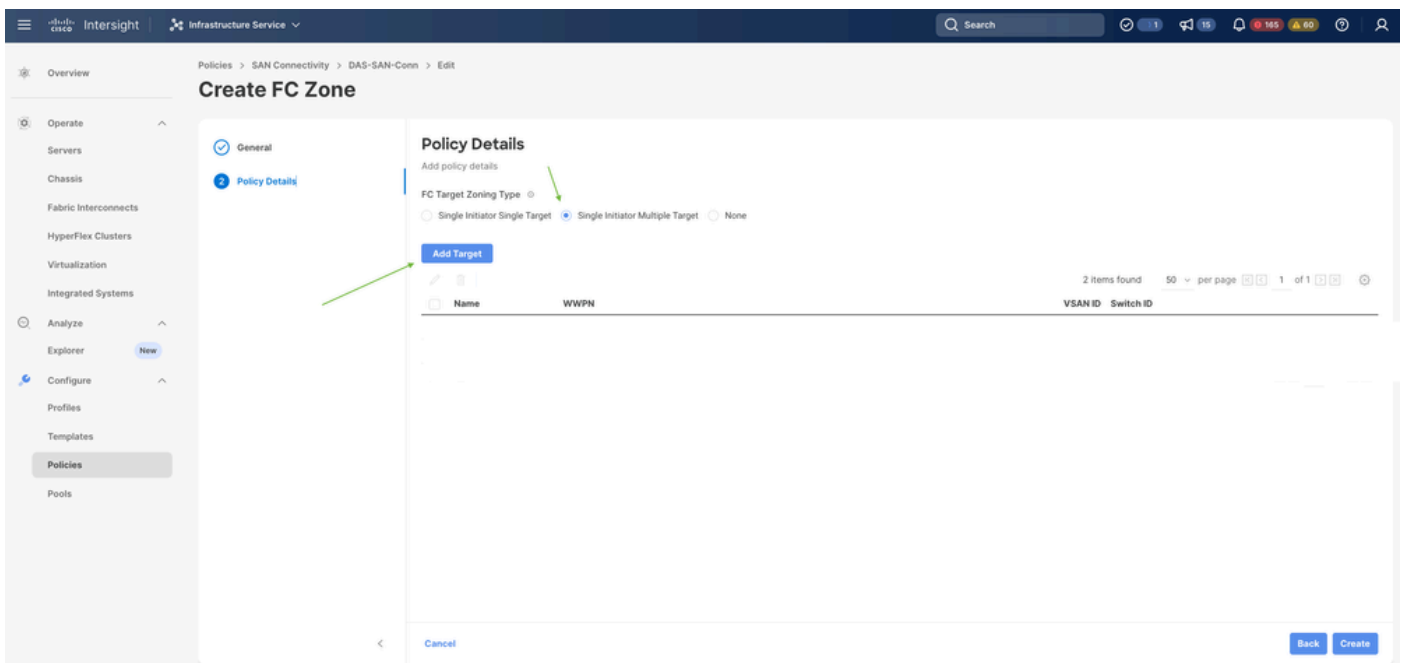 cisco Intersight
Infrastructure Service
Search
1
15
165
60
Overview
Operate
Servers
Chassis
Fabric Interconnects
HyperFlex Clusters
Virtualization
Integrated Systems
Analyze
Explorer New
Configure
Profiles
Templates
Policies
Pools
Policies > SAN Connectivity > DAS-SAN-Conn > Edit
Create FC Zone
General
2 Policy Details
Policy Details
Add policy details
FC Target Zoning Type
Single Initiator Single Target Single Initiator Multiple Target None
Add Target
2 items found 50 per page 1 of 1
Name WWPN VSAN ID Switch ID
Cancel Back Create